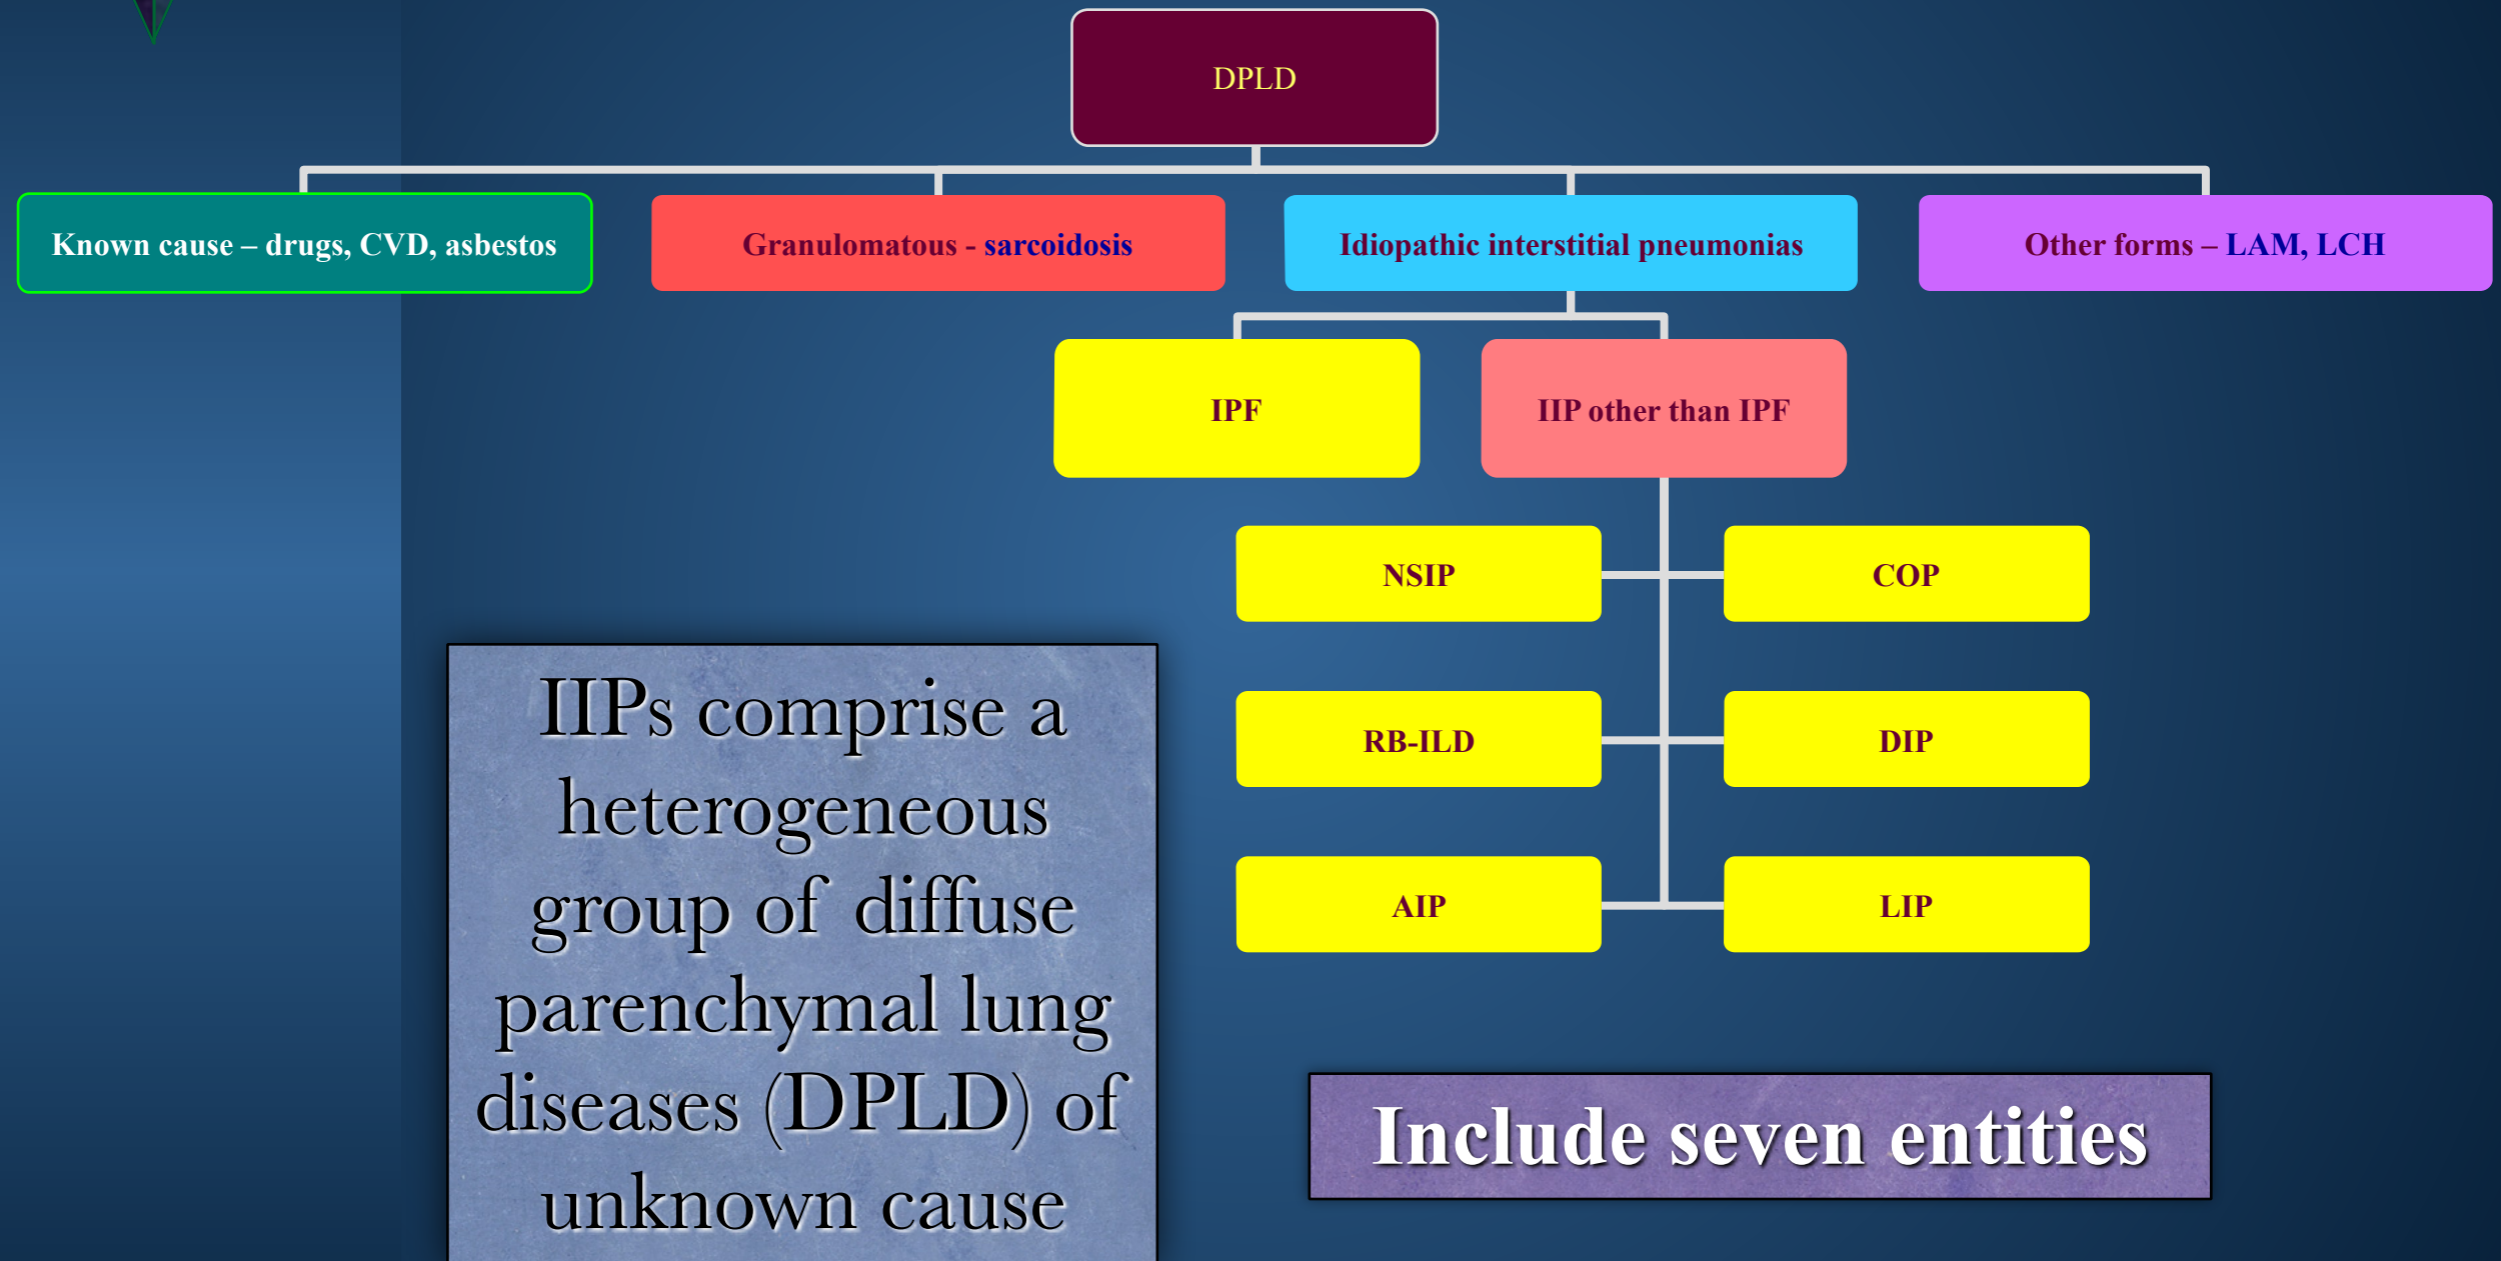 DPLD
Known cause – drugs, CVD, asbestos
Granulomatous - sarcoidosis
Idiopathic interstitial pneumonias
Other forms – LAM, LCH
IPF
IIP other than IPF
NSIP
COP
RB-ILD
DIP
AIP
LIP
IIPs comprise a
heterogeneous
group of diffuse
parenchymal lung
diseases (DPLD) of
unknown cause
Include seven entities